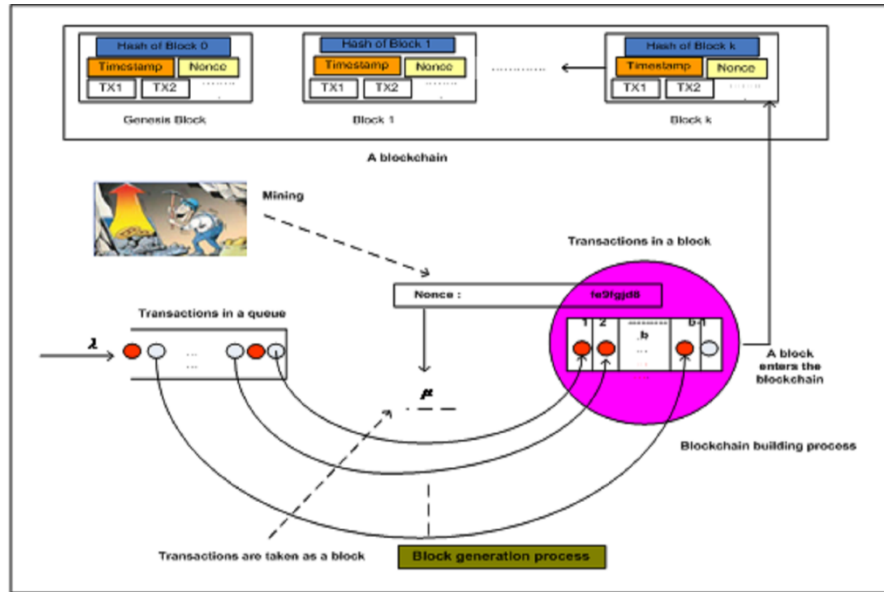 Hash of Block 0
Timestamp Nonce
TX1 TX2 ........
Genesis Block
Hash of Block 1
Timestamp Nonce
TX1 TX2 ........
Block 1
.............
Hash of Block k
Timestamp Nonce
TX1 TX2 ........
Block k
A blockchain
Mining
Transactions in a block
Nonce : fe9fgjd8
Transactions in a queue
λ
...
...
1 2 .......... b-1
b
...
...
....
μ
A block
enters the
blockchain
Blockchain building process
Transactions are taken as a block
Block generation process